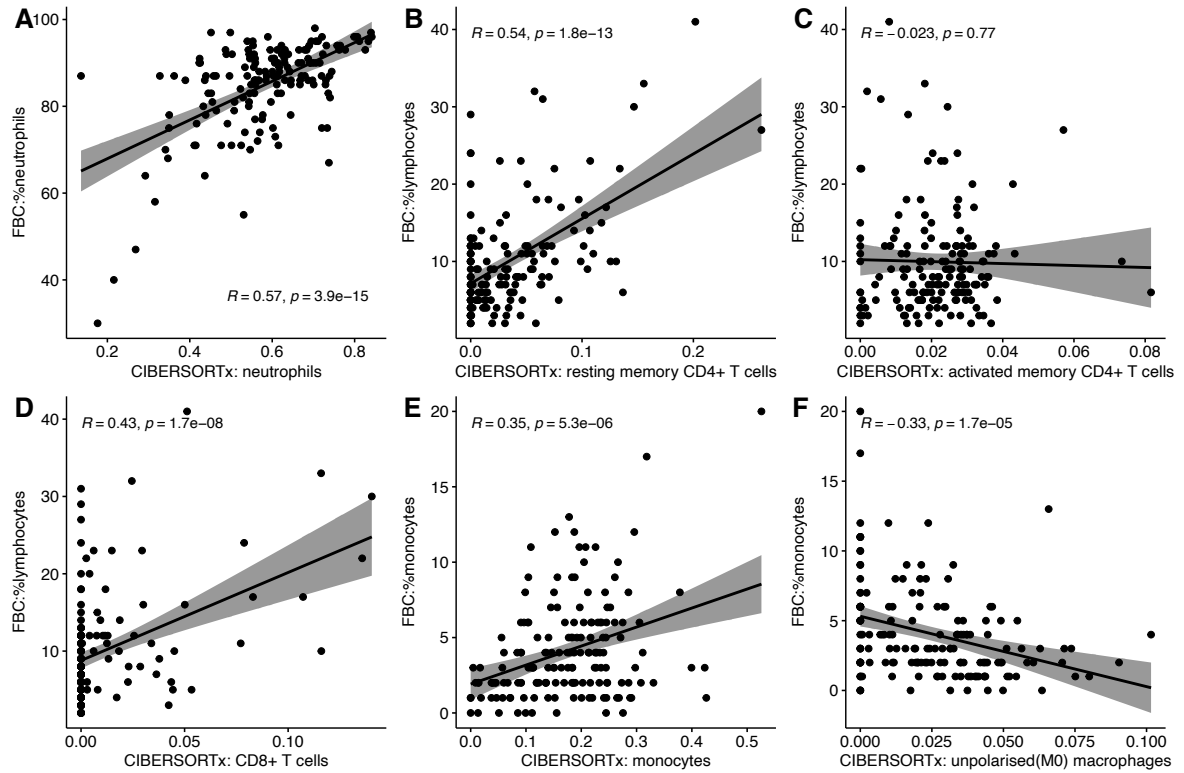 A
R = 0.57, p = 3.9e−15
100
80
60
40
0.2 0.4 0.6 0.8
FBC:%neutrophils
CIBERSORTx: neutrophils
B
R = 0.54, p = 1.8e−13
40
30
20
10
0.0 0.1 0.2
FBC:%lymphocytes
CIBERSORTx: resting memory CD4+ T cells
C
R = −0.023, p = 0.77
40
30
20
10
0.00 0.02 0.04 0.06 0.08
FBC:%lymphocytes
CIBERSORTx: activated memory CD4+ T cells
D
R = 0.43, p = 1.7e−08
40
30
20
10
0.00 0.05 0.10
FBC:%lymphocytes
CIBERSORTx: CD8+ T cells
E
R = 0.35, p = 5.3e−06
20
15
10
5
0
0.0 0.1 0.2 0.3 0.4 0.5
FBC:%monocytes
CIBERSORTx: monocytes
F
R = −0.33, p = 1.7e−05
20
15
10
5
0
0.000 0.025 0.050 0.075 0.100
FBC:%monocytes
CIBERSORTx: unpolarised(M0) macrophages